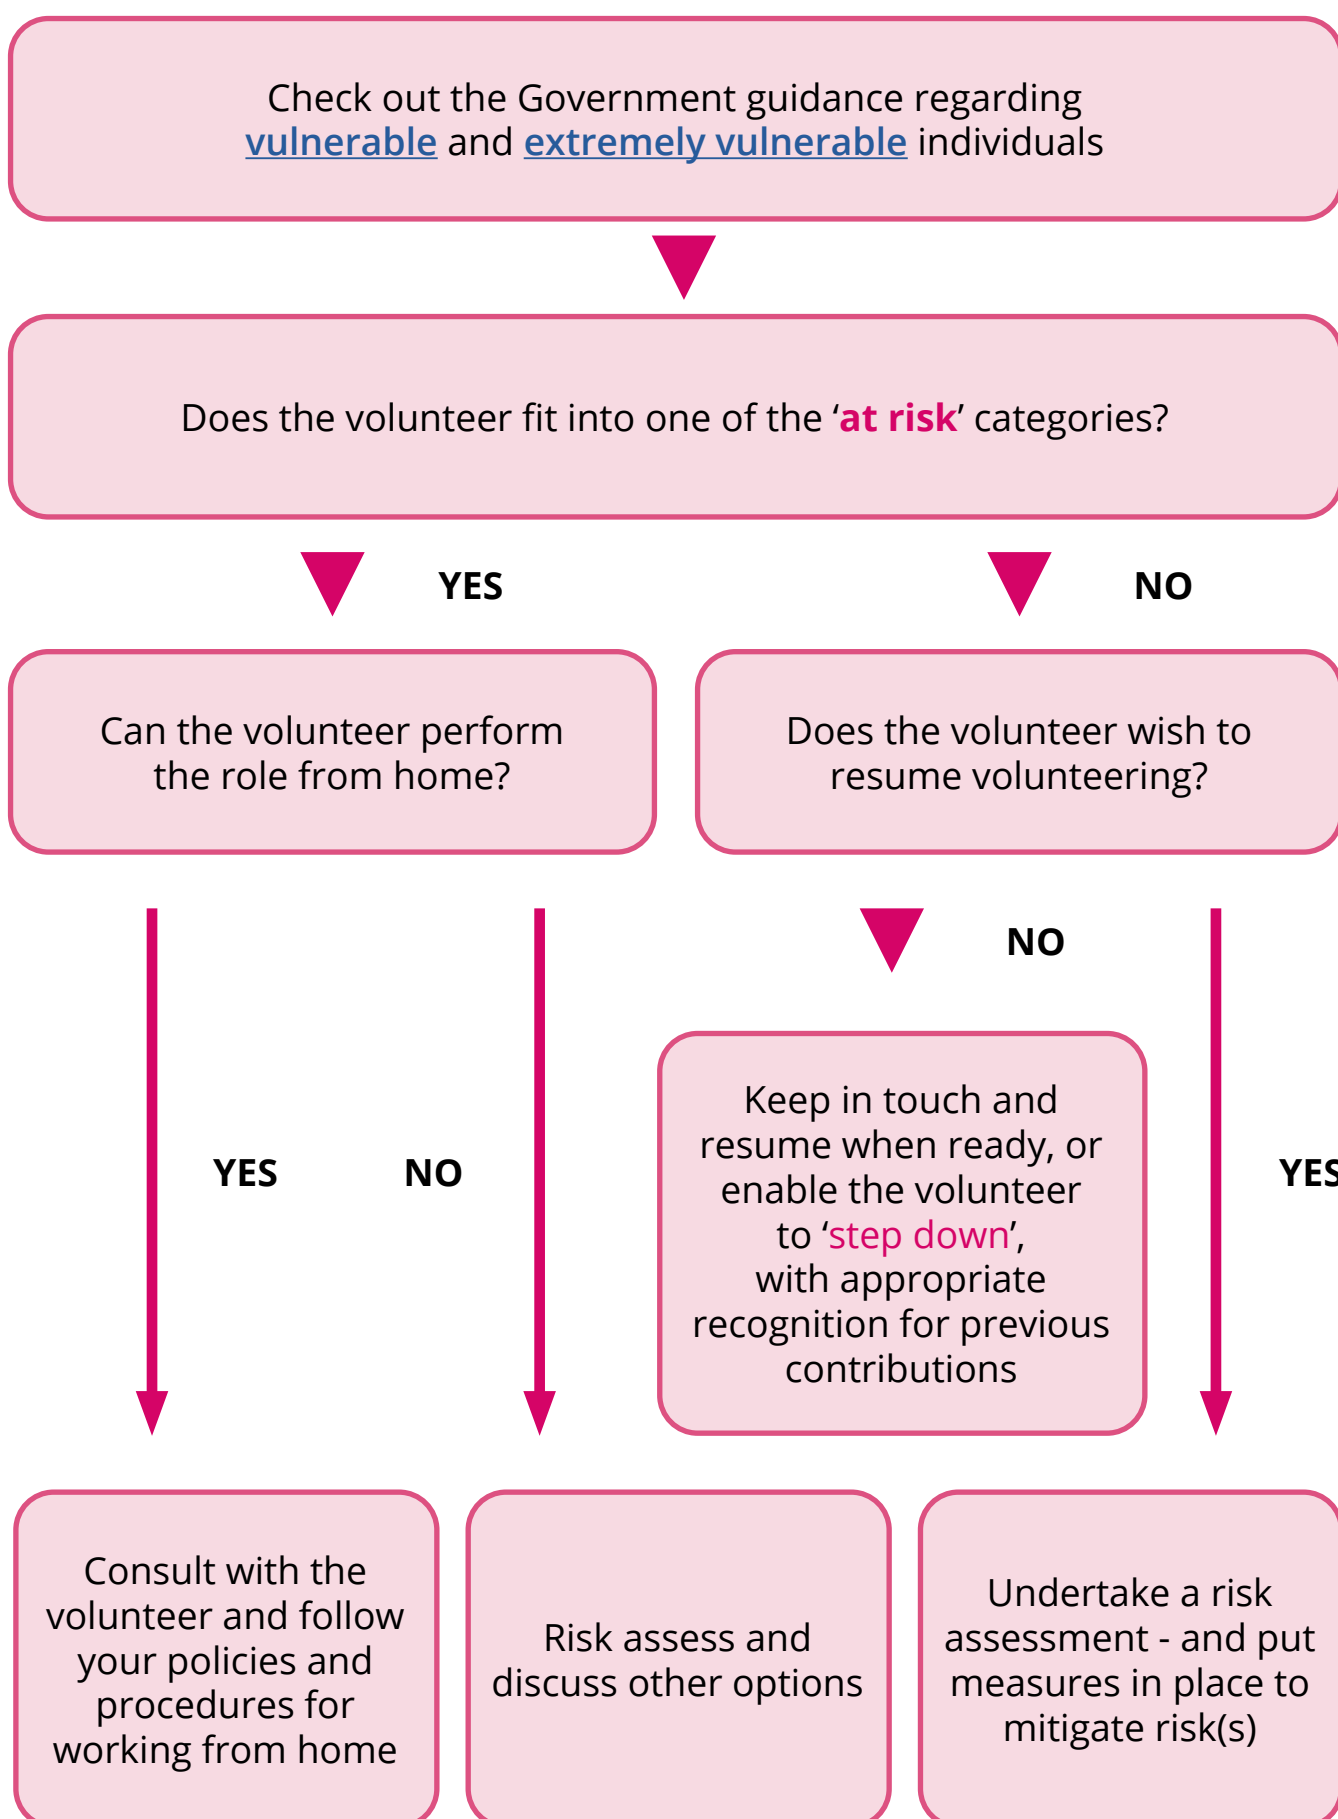 Check out the Government guidance regarding
vulnerable and extremely vulnerable individuals
Does the volunteer fit into one of the ‘at risk’ categories?
YES
NO
Can the volunteer perform
the role from home?
Does the volunteer wish to
resume volunteering?
NO
Keep in touch and
resume when ready, or
enable the volunteer
to ‘step down’,
with appropriate
recognition for previous
contributions
YES
NO
YES
Consult with the
volunteer and follow
your policies and
procedures for
working from home
Risk assess and
discuss other options
Undertake a risk
assessment - and put
measures in place to
mitigate risk(s)